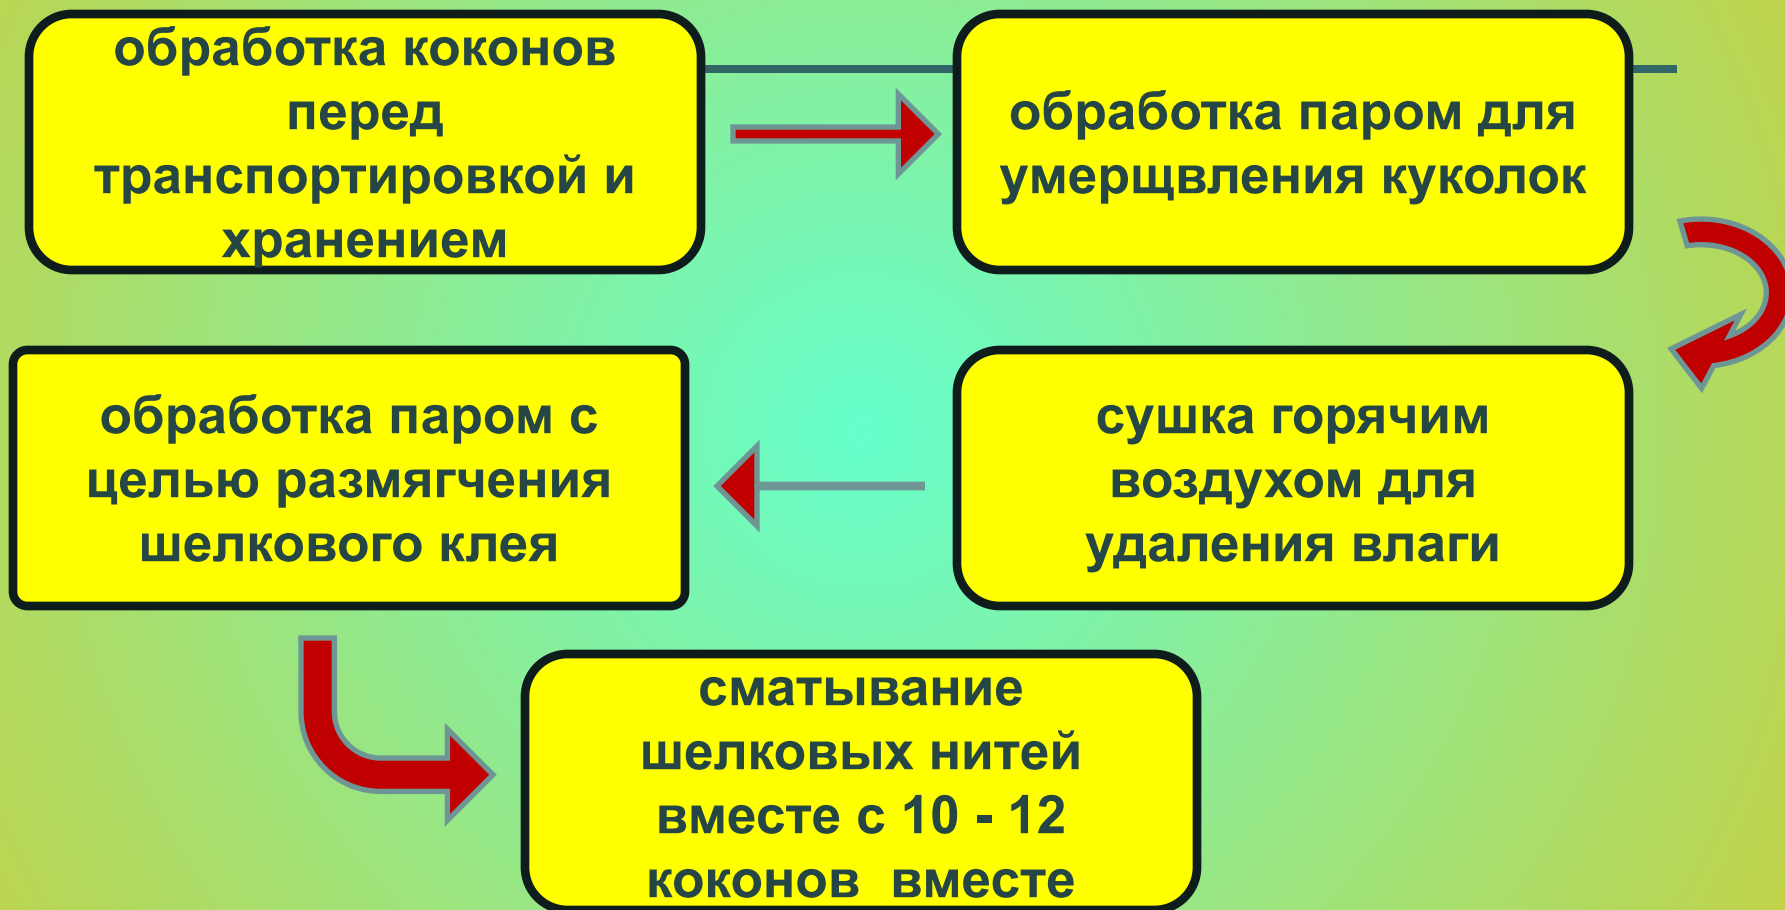 обработка коконов
перед
транспортировкой и
хранением
обработка паром для
умерщвления куколок
сушка горячим
воздухом для
удаления влаги
обработка паром с
целью размягчения
шелкового клея
сматывание
шелковых нитей
вместе с 10 - 12
коконов  вместе